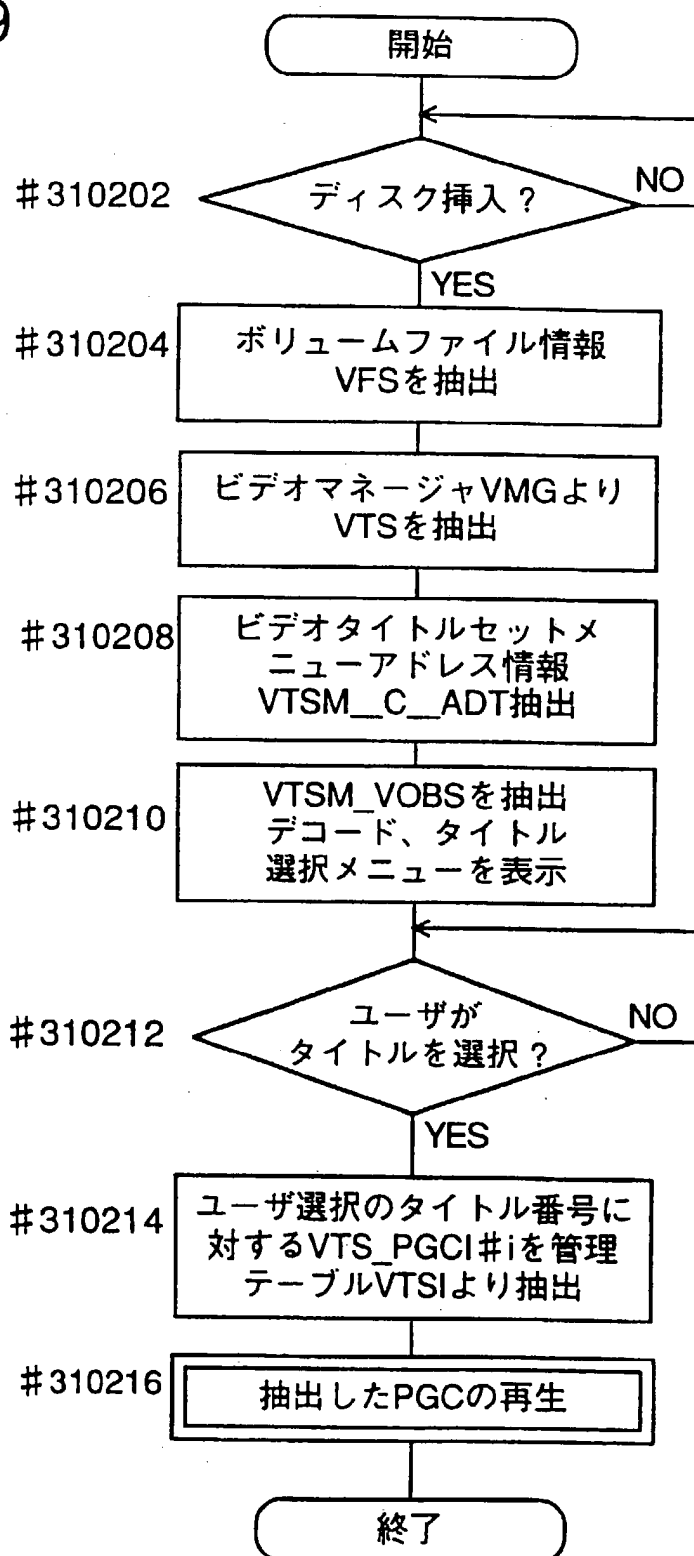 9
開始
#310202
ディスク挿入？
NO
YES
#310204
ボリュームファイル情報
VFSを抽出
#310206
ビデオマネージャVMGより
VTSを抽出
#310208
ビデオタイトルセットメ
ニューアドレス情報
VTSM__C__ADT抽出
#310210
VTSM_VOBSを抽出
デコード、タイトル
選択メニューを表示
#310212
ユーザが
タイトルを選択？
NO
YES
#310214
ユーザ選択のタイトル番号に
対するVTS_PGCI#iを管理
テーブルVTSIより抽出
#310216
抽出したPGCの再生
終了